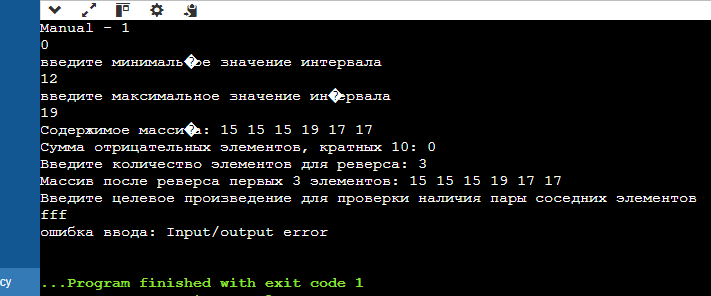 Manual - 1
0
введите минималь�ое значение интервала
12
введите максимальное значение ин�ервала
19
Содержимое масси�а: 15 15 15 19 17 17
Сумма отрицательных элементов, кратных 10: 0
Введите количество элементов для реверса: 3
Массив после реверса первых 3 элементов: 15 15 15 19 17 17
Введите целевое произведение для проверки наличия пары соседних элементов
fff
ошибка ввода: Input/output error
cy
...Program finished with exit code 1